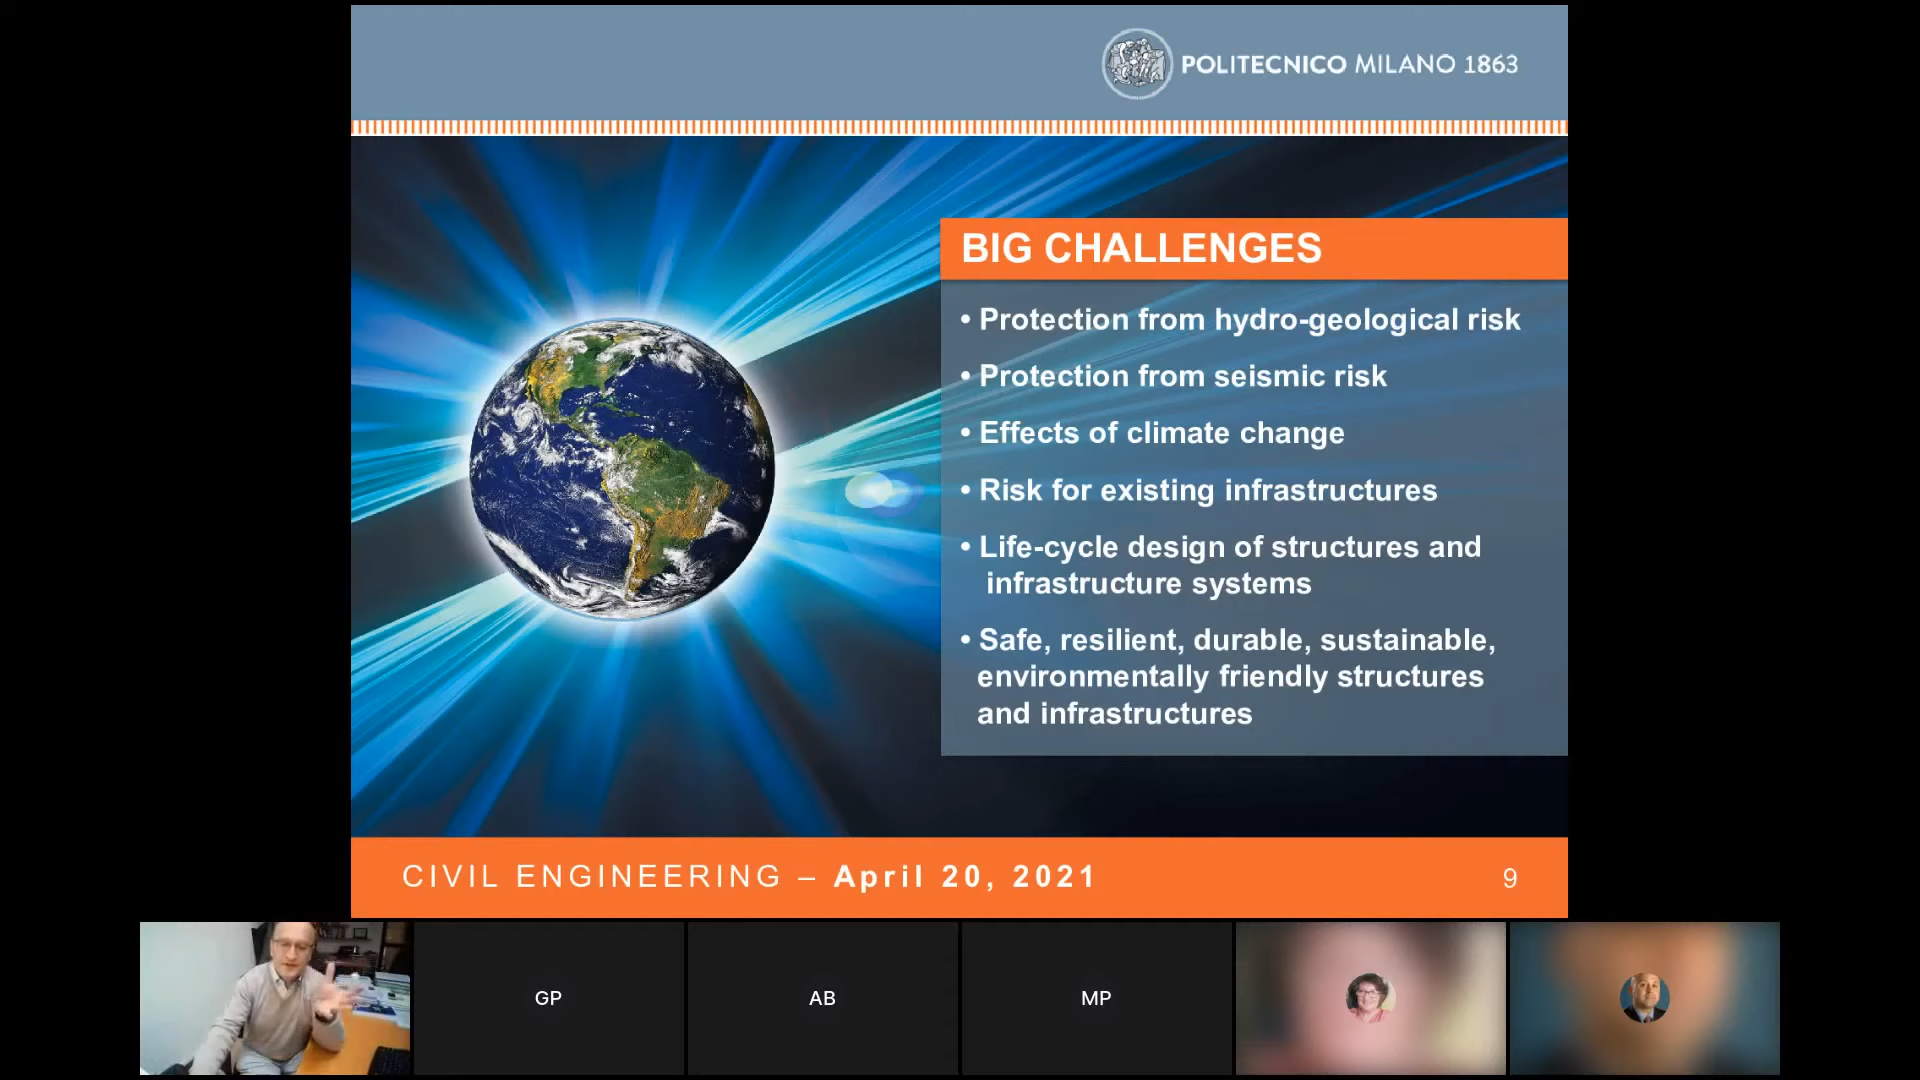 POLITECNICO MILANO 1863
BIG CHALLENGES
• Protection from hydro-geological risk
• Protection from seismic risk
• Effects of climate change
• Risk for existing infrastructures
• Life-cycle design of structures and
infrastructure systems
• Safe, resilient, durable, sustainable,
environmentally friendly structures
and infrastructures
CIVIL ENGINEERING – April 20, 2021
9
GP
AB
MP